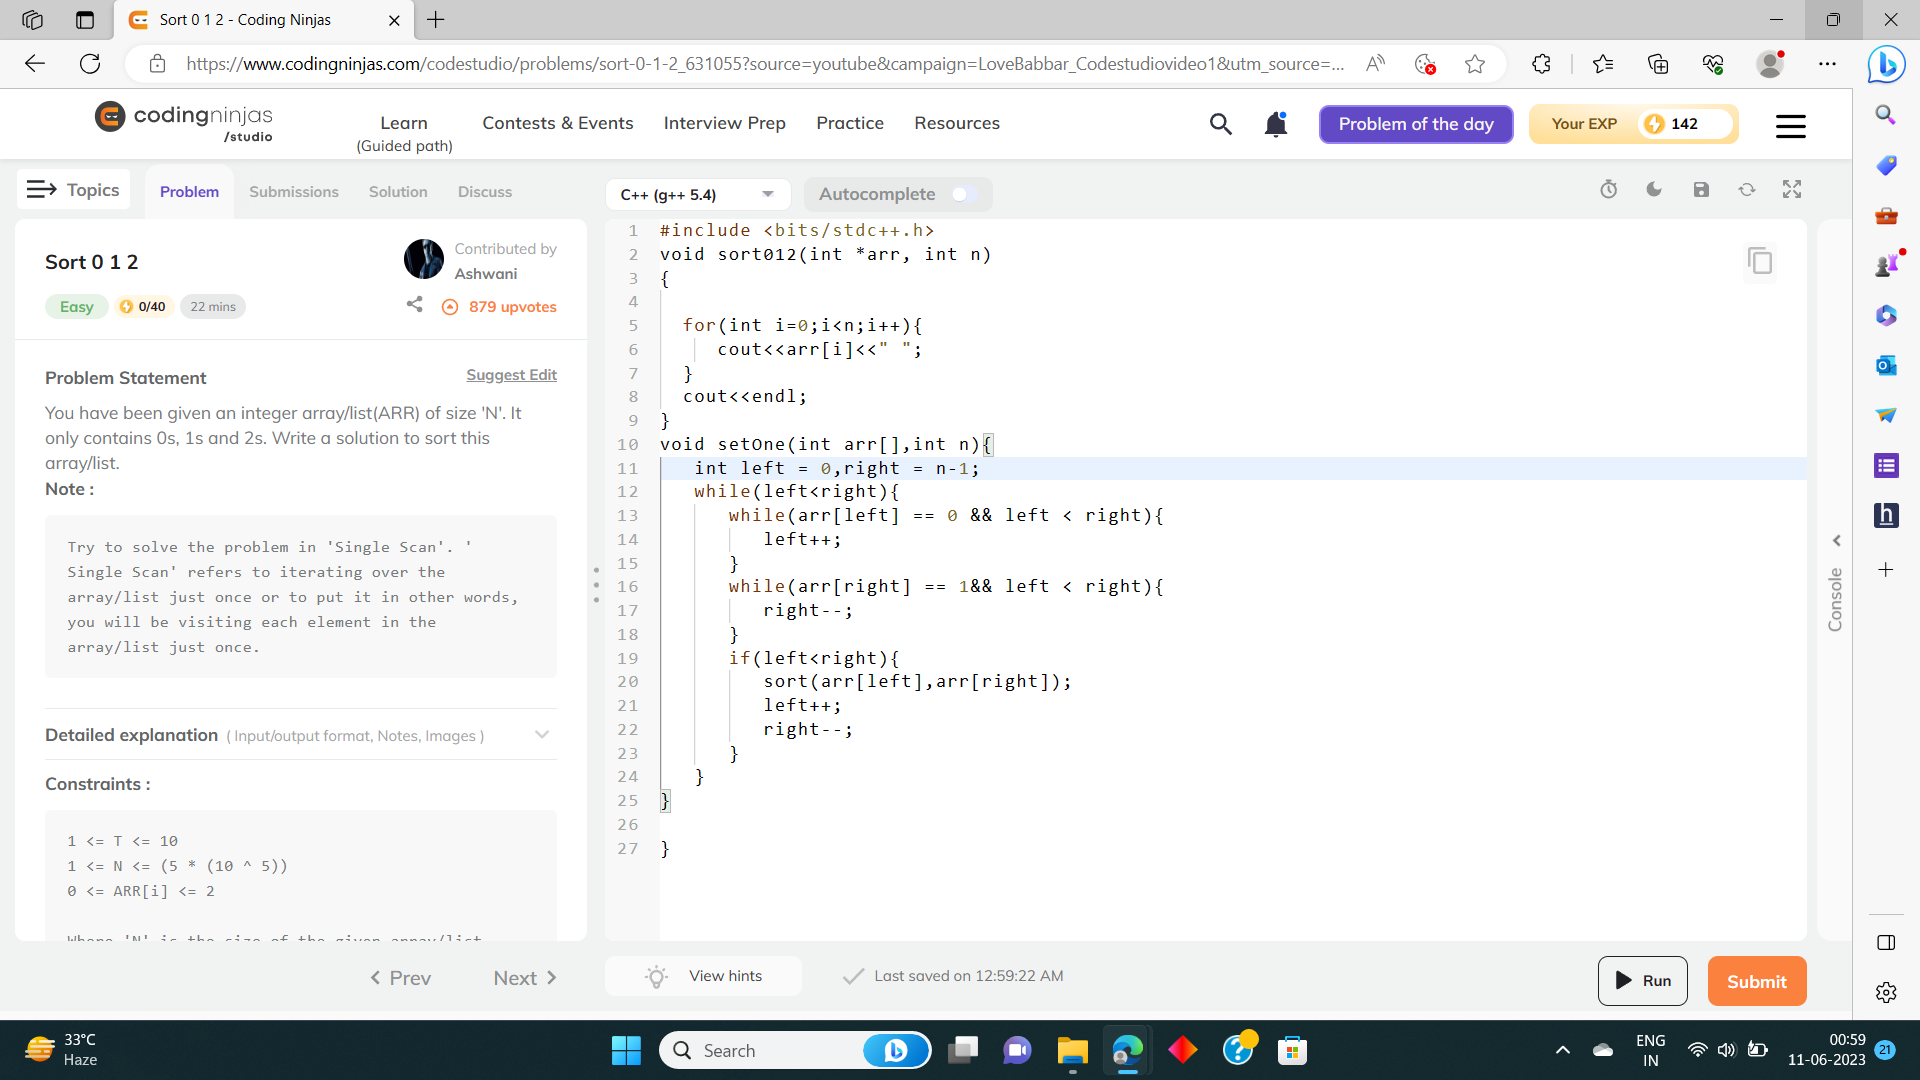 Sort 0 1 2 - Coding Ninjas
https://www.codingninjas.com/codestudio/problems/sort-0-1-2_631055?source=youtube&campaign=LoveBabbar_Codestudiovideo1&utm_source=...
codingninjas
/studio
Learn
(Guided path)
Contests & Events
Interview Prep
Practice
Resources
Problem of the day
Your EXP
142
Topics
Problem
Submissions
Solution
Discuss
C++ (g++ 5.4)
Autocomplete
Sort 0 1 2
Contributed by
Ashwani
Easy
0/40
22 mins
879 upvotes
Problem Statement
Suggest Edit
You have been given an integer array/list(ARR) of size 'N'. It
only contains 0s, 1s and 2s. Write a solution to sort this
array/list.
Note :
Try to solve the problem in 'Single Scan'. '
Single Scan' refers to iterating over the
array/list just once or to put it in other words,
you will be visiting each element in the
array/list just once.
Detailed explanation ( Input/output format, Notes, Images )
Constraints :
1 <= T <= 10
1 <= N <= (5 * (10 ^ 5))
0 <= ARR[i] <= 2
Where 'N' is the size of the given array/list
Prev
Next
1 #include <bits/stdc++.h>
2 void sort012(int *arr, int n)
3 {
4
5 for(int i=0;i<n;i++){
6 cout<<arr[i]<<" ";
7 }
8 cout<<endl;
9 }
10 void setOne(int arr[],int n){
11 int left = 0,right = n-1;
12 while(left<right){
13 while(arr[left] == 0 && left < right){
14 left++;
15 }
16 while(arr[right] == 1&& left < right){
17 right--;
18 }
19 if(left<right){
20 sort(arr[left],arr[right]);
21 left++;
22 right--;
23 }
24 }
25 }
26
27 }
Console
View hints
Last saved on 12:59:22 AM
Run
Submit
33°C
Haze
Search
ENG
IN
00:59
11-06-2023
21